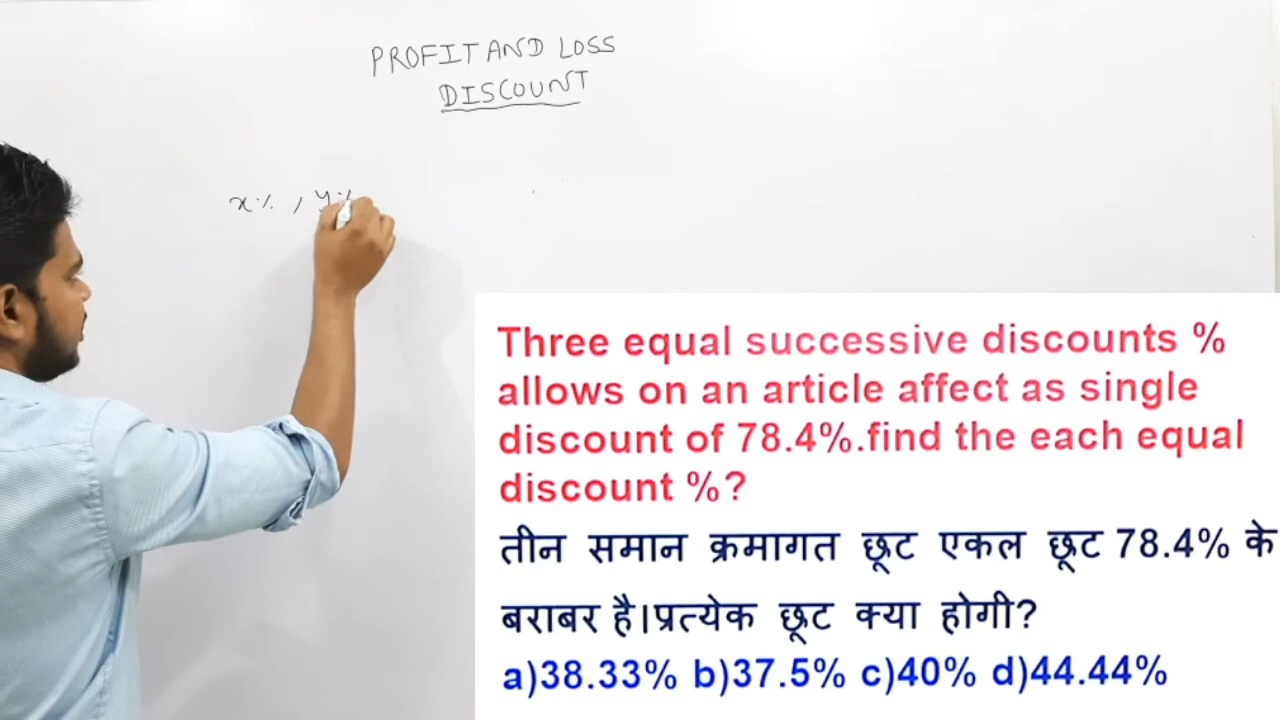 PROFIT AND LOSS
DISCOUNT
x% , y%
Three equal successive discounts %
allows on an article affect as single
discount of 78.4%.find the each equal
discount %?
तीन समान क्रमागत छूट एकल छूट 78.4% के
बराबर है।प्रत्येक छूट क्या होगी?
a)38.33% b)37.5% c)40% d)44.44%